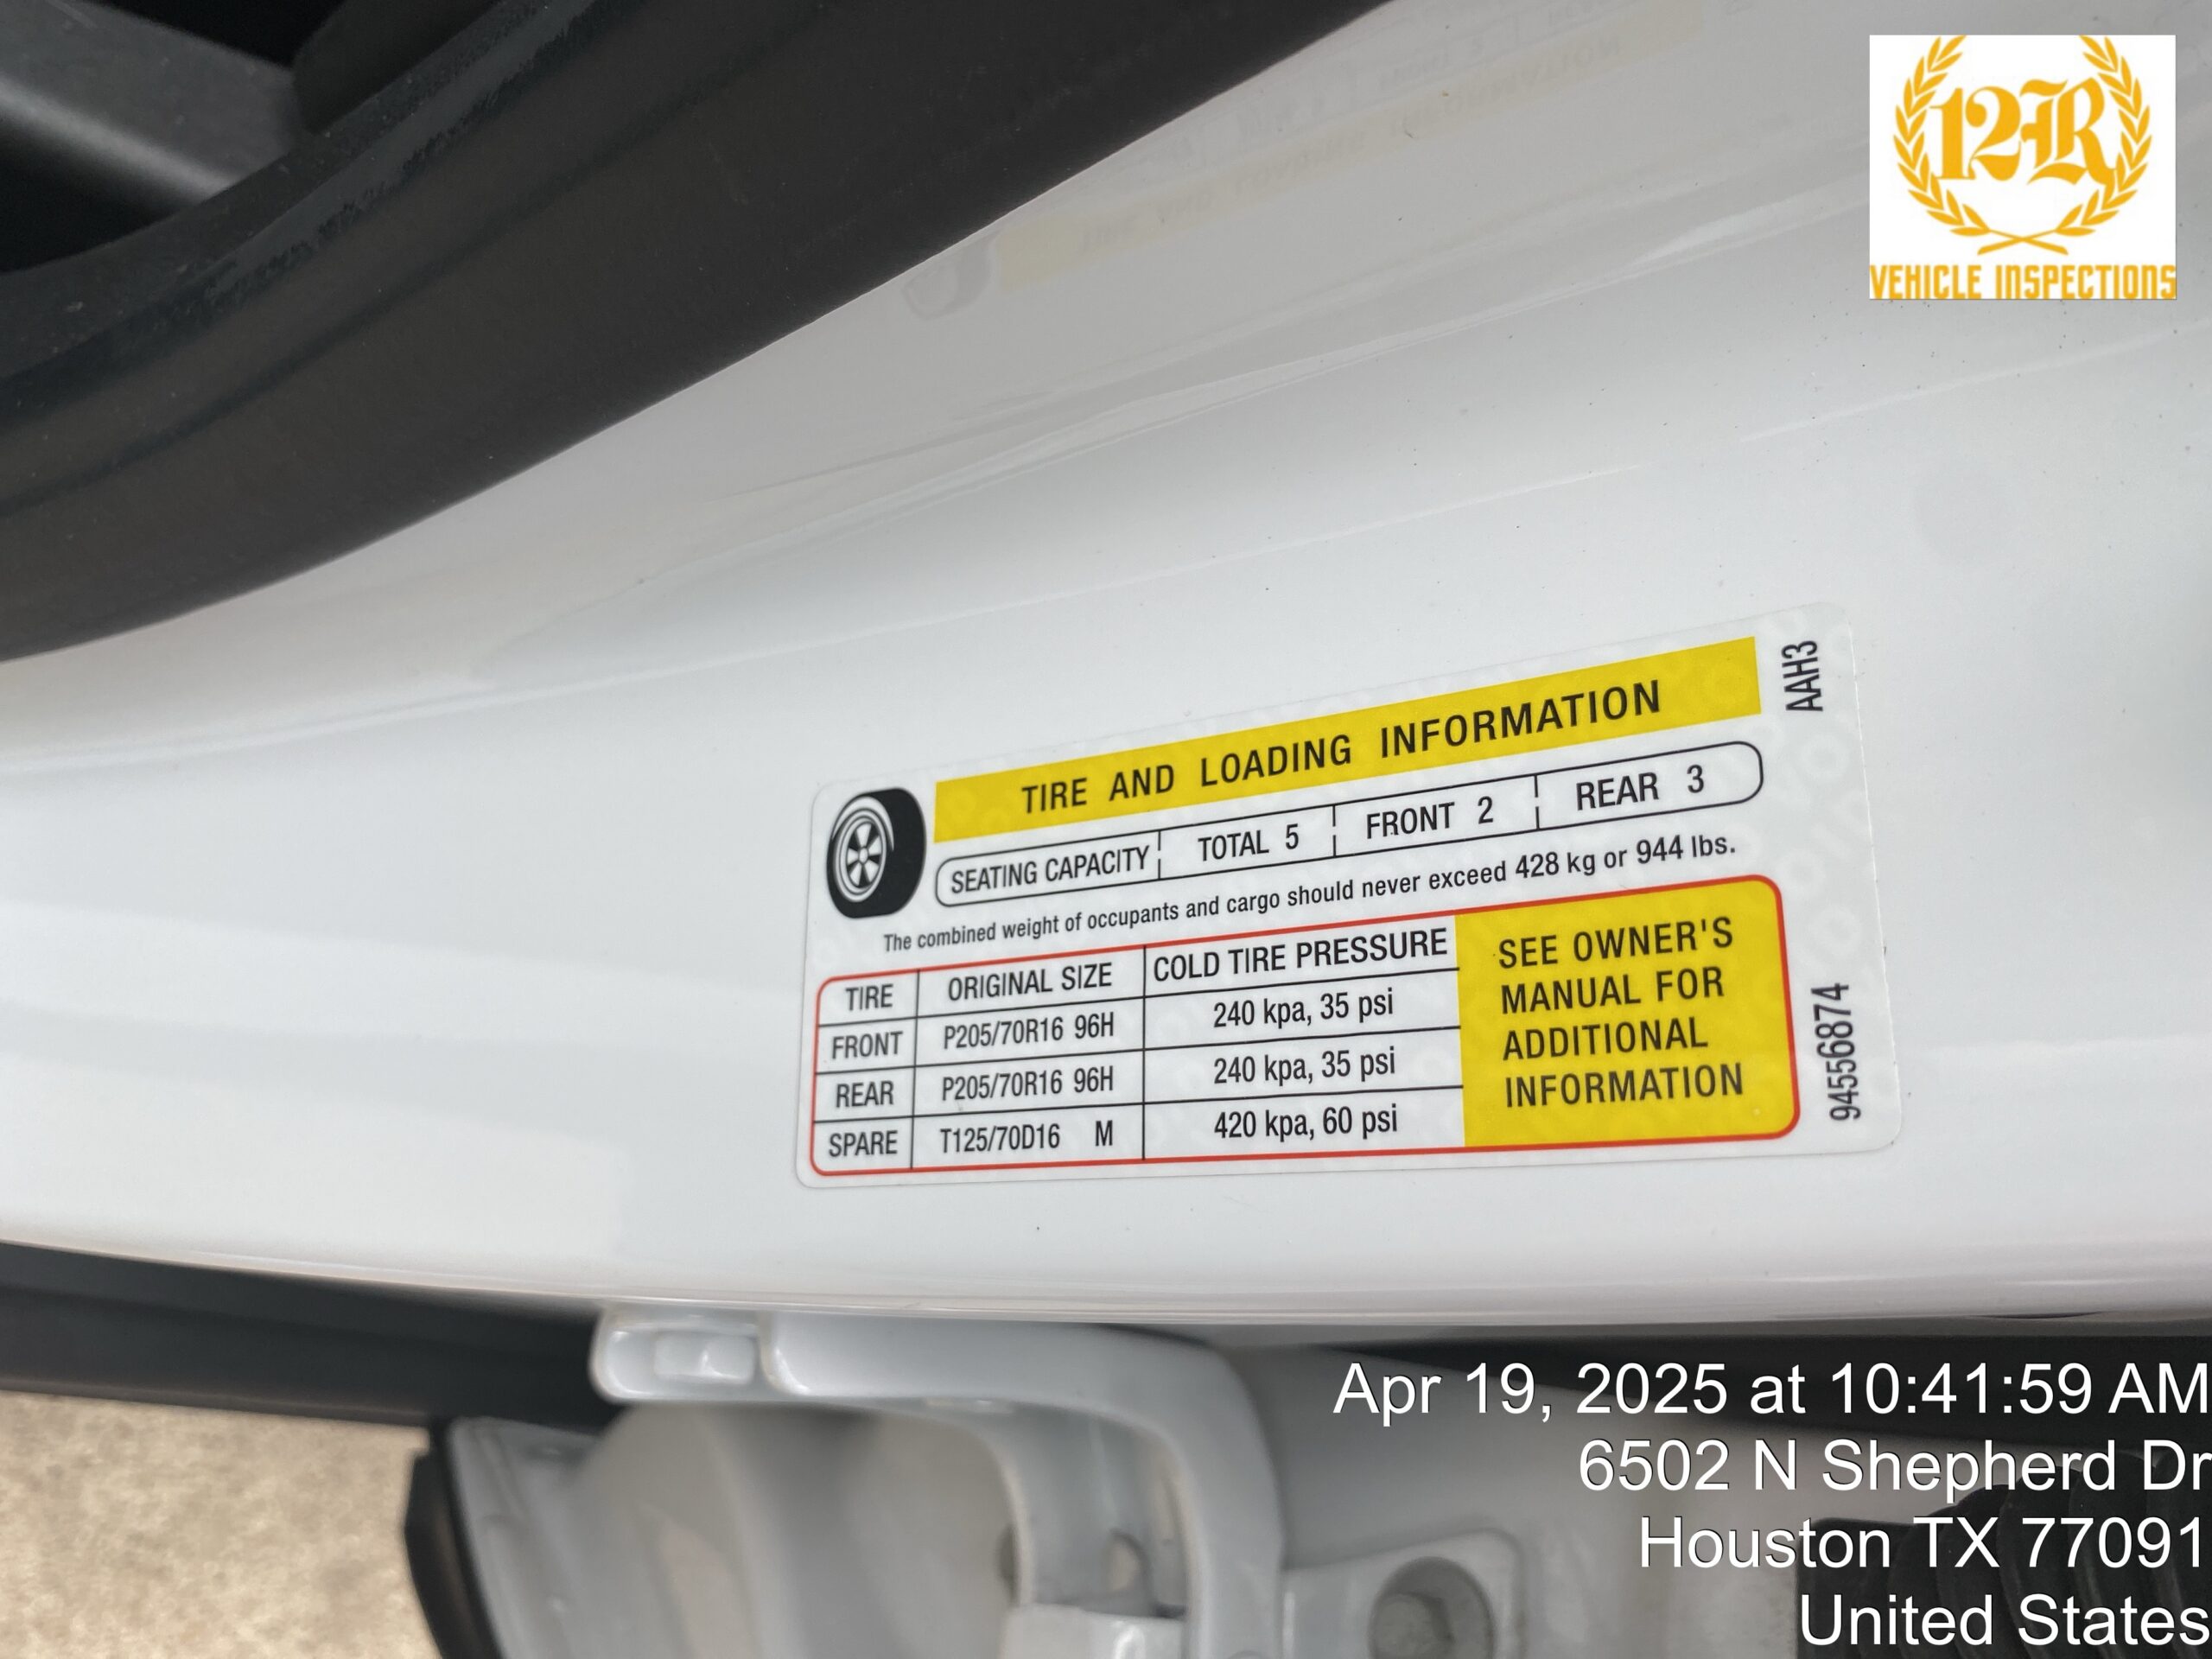 12R
VEHICLE INSPECTIONS
TIRE AND LOADING INFORMATION
AAH3
SEATING CAPACITY TOTAL 5 FRONT 2 REAR 3
The combined weight of occupants and cargo should never exceed 428 kg or 944 lbs.
TIRE ORIGINAL SIZE COLD TIRE PRESSURE
FRONT P205/70R16 96H 240 kpa, 35 psi
REAR P205/70R16 96H 240 kpa, 35 psi
SPARE T125/70D16 M 420 kpa, 60 psi
SEE OWNER'S
MANUAL FOR
ADDITIONAL
INFORMATION
94556874
Apr 19, 2025 at 10:41:59 AM
6502 N Shepherd Dr
Houston TX 77091
United States